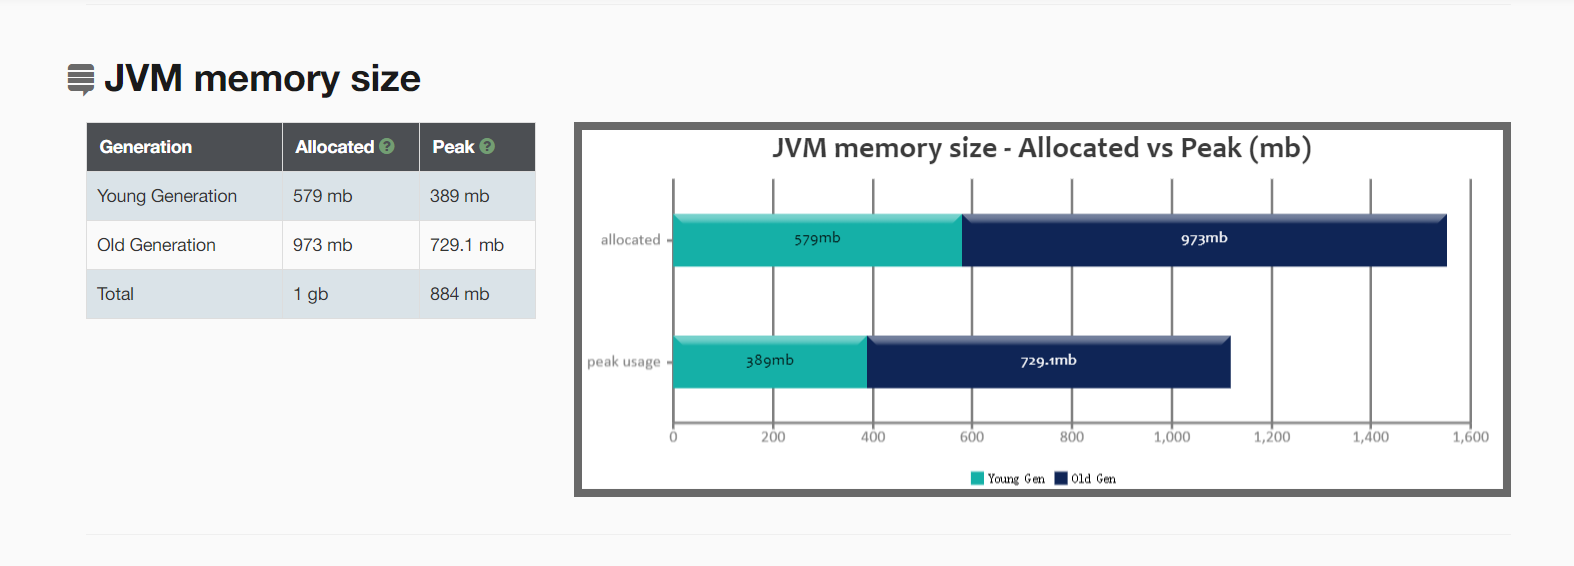 JVM memory size
Generation Allocated ? Peak ?
Young Generation 579 mb 389 mb
Old Generation 973 mb 729.1 mb
Total 1 gb 884 mb
JVM memory size - Allocated vs Peak (mb)
allocated 579mb 973mb
peak usage 389mb 729.1mb
0 200 400 600 800 1,000 1,200 1,400 1,600
Young Gen Old Gen